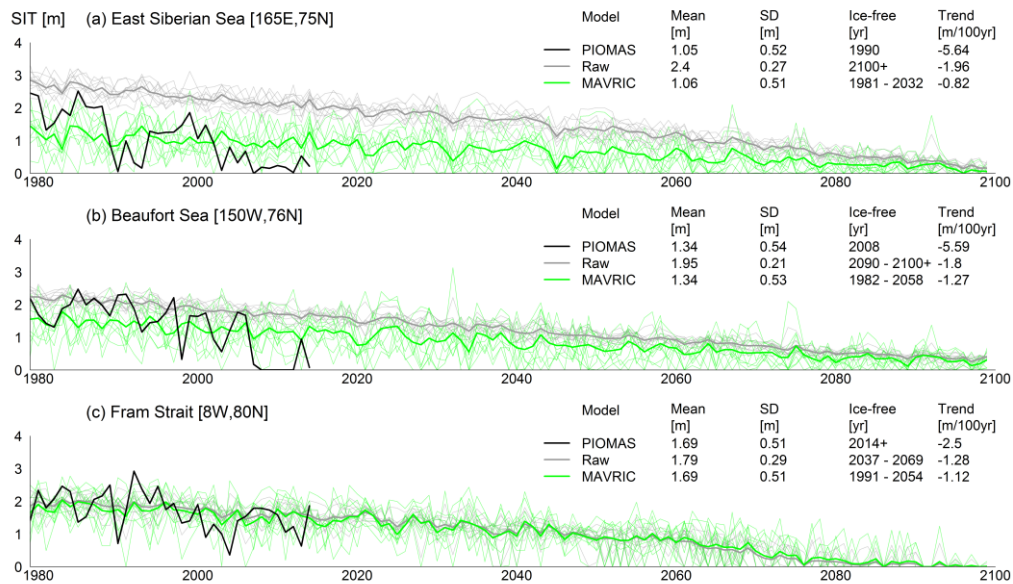 SIT [m] (a) East Siberian Sea [165E,75N]
Model Mean SD Ice-free Trend
[m] [m] [yr] [m/100yr]
PIOMAS 1.05 0.52 1990 -5.64
Raw 2.4 0.27 2100+ -1.96
MAVRIC 1.06 0.51 1981 - 2032 -0.82
4
3
2
1
0
1980 2000 2020 2040 2060 2080 2100
(b) Beaufort Sea [150W,76N]
Model Mean SD Ice-free Trend
[m] [m] [yr] [m/100yr]
PIOMAS 1.34 0.54 2008 -5.59
Raw 1.95 0.21 2090 - 2100+ -1.8
MAVRIC 1.34 0.53 1982 - 2058 -1.27
4
3
2
1
0
1980 2000 2020 2040 2060 2080 2100
(c) Fram Strait [8W,80N]
Model Mean SD Ice-free Trend
[m] [m] [yr] [m/100yr]
PIOMAS 1.69 0.51 2014+ -2.5
Raw 1.79 0.29 2037 - 2069 -1.28
MAVRIC 1.69 0.51 1991 - 2054 -1.12
4
3
2
1
0
1980 2000 2020 2040 2060 2080 2100